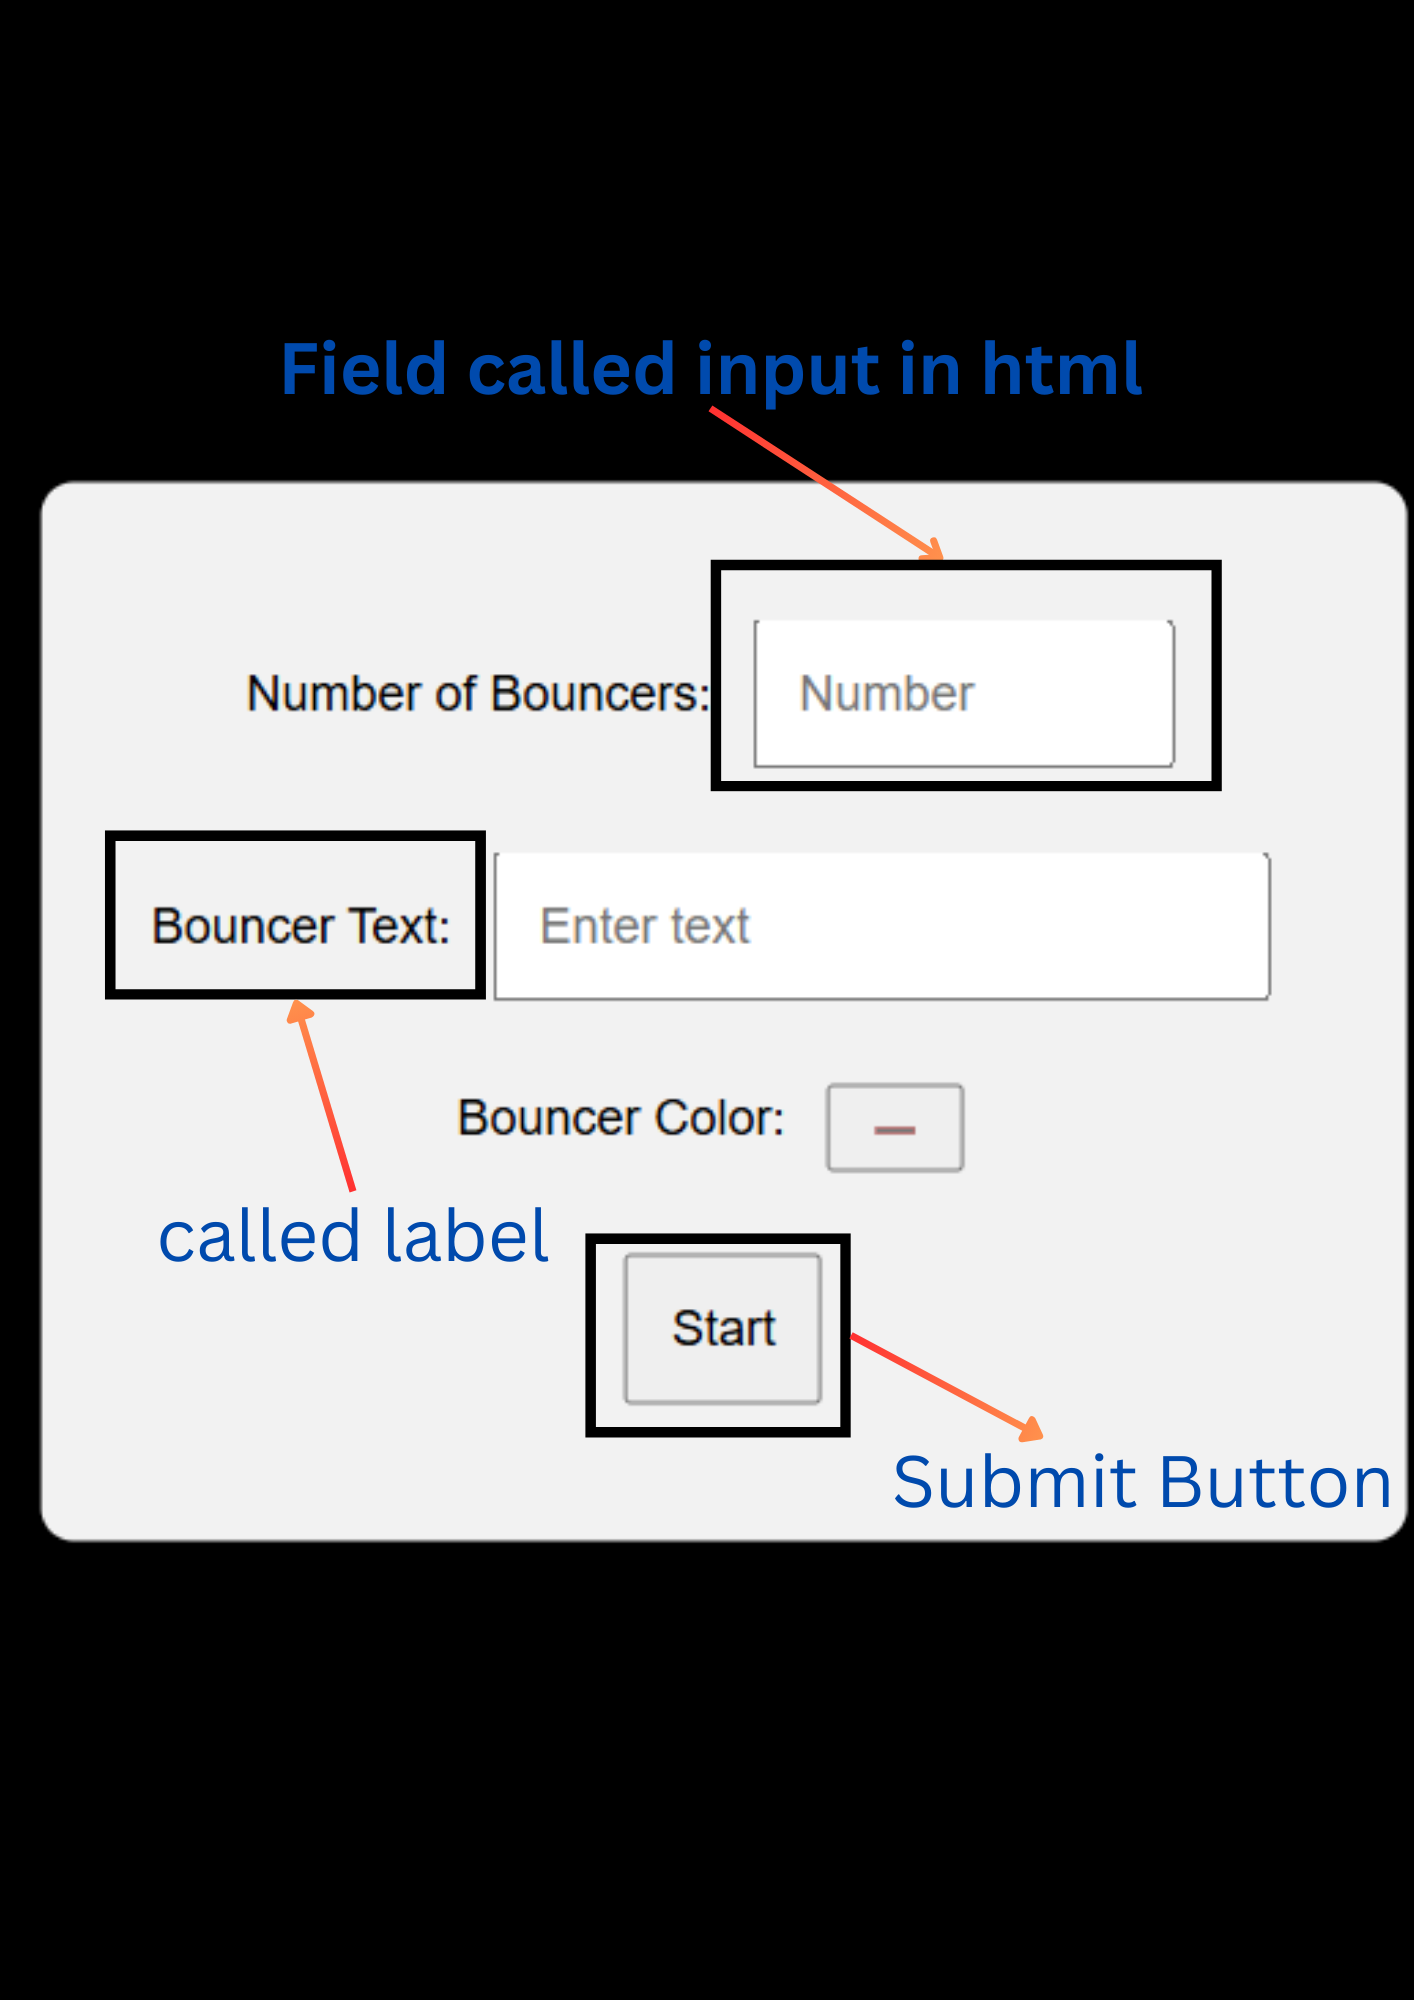 Field called input in html
Number of Bouncers: Number
Bouncer Text: Enter text
Bouncer Color:
called label
Start
Submit Button